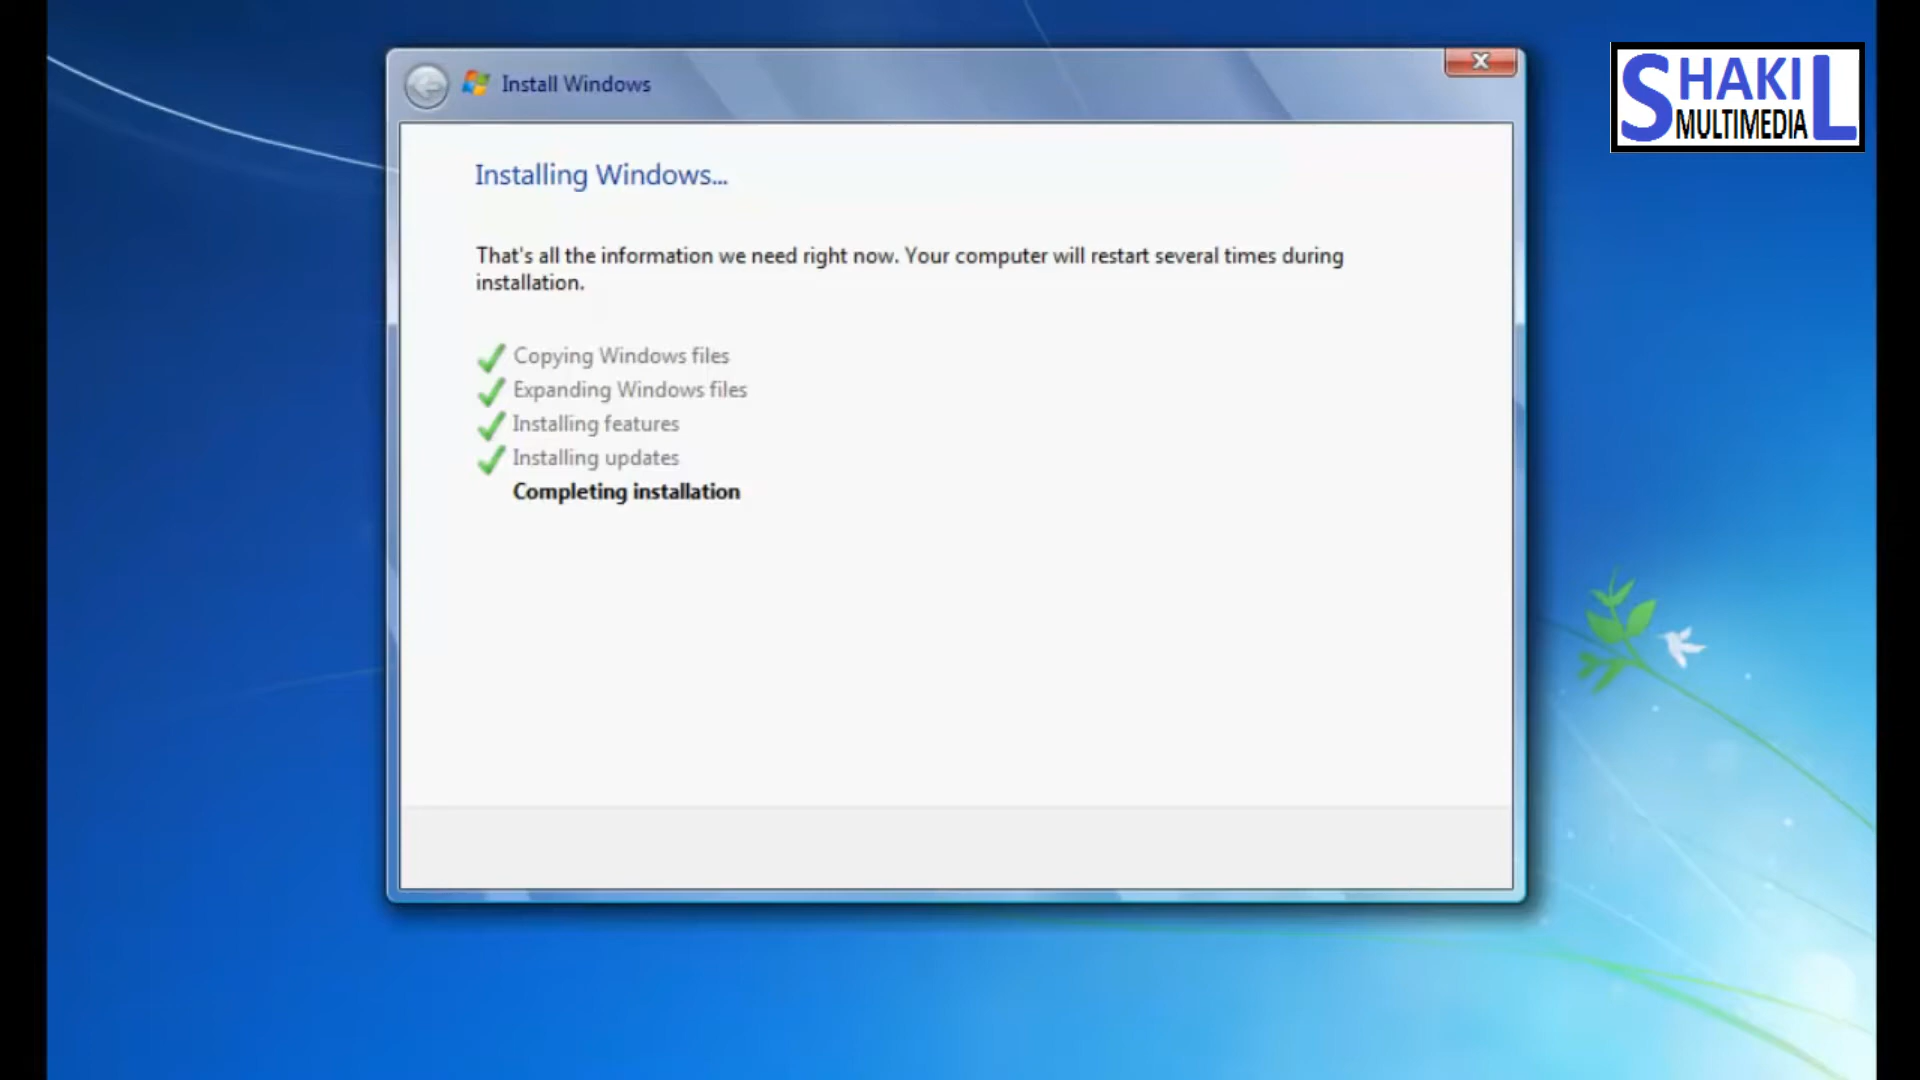 Install Windows
SHAKIL
MULTIMEDIA
Installing Windows...
That's all the information we need right now. Your computer will restart several times during
installation.
Copying Windows files
Expanding Windows files
Installing features
Installing updates
Completing installation